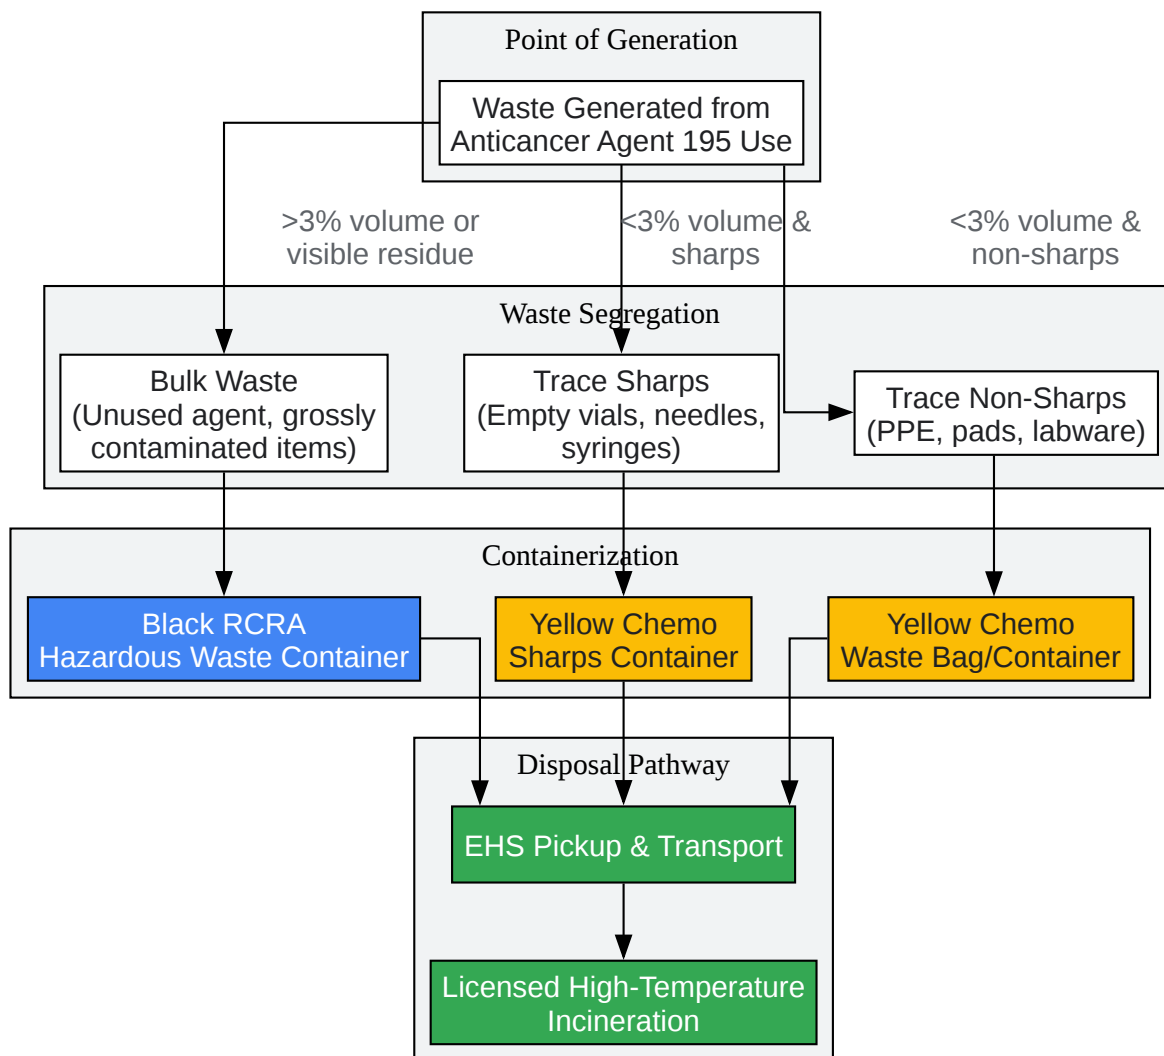 Point of Generation
Waste Generated from
Anticancer Agent 195 Use
>3% volume or
visible residue
<3% volume &
sharps
<3% volume &
non-sharps
Waste Segregation
Bulk Waste
(Unused agent, grossly
contaminated items)
Trace Sharps
(Empty vials, needles,
syringes)
Trace Non-Sharps
(PPE, pads, labware)
Containerization
Black RCRA
Hazardous Waste Container
Yellow Chemo
Sharps Container
Yellow Chemo
Waste Bag/Container
Disposal Pathway
EHS Pickup & Transport
Licensed High-Temperature
Incineration